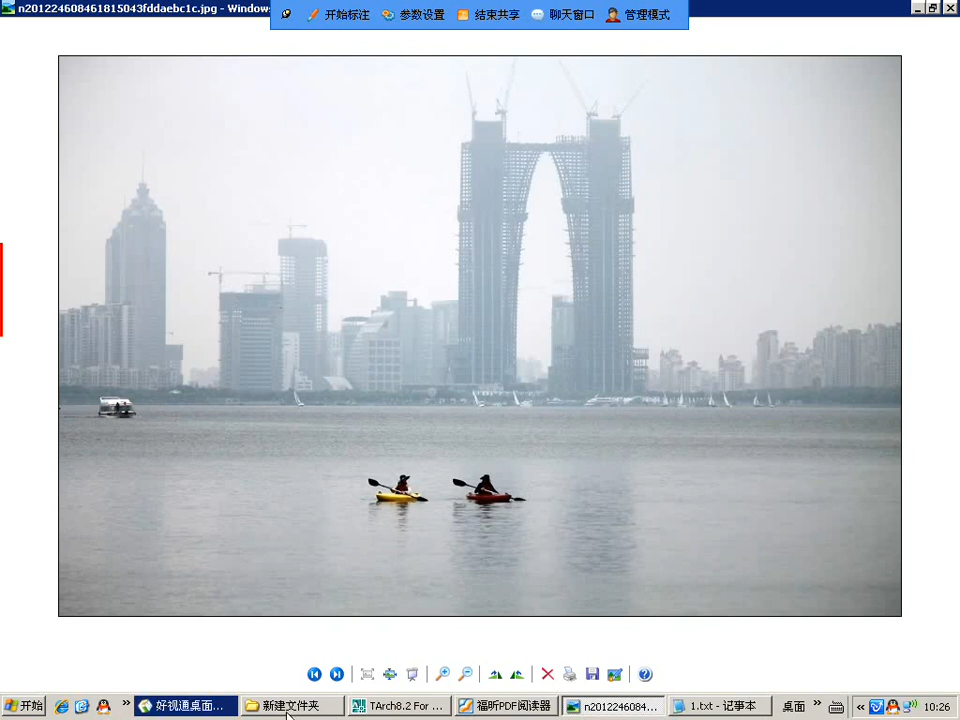 n201222460846181504​3fddaebc1c.jpg - Windows
开始标注 参数设置 结束共享 聊天窗口 管理模式
开始 好视通桌面... 新建文件夹 TArch8.2 For ... 福昕PDF阅读器 n2012246084... 1.txt - 记事本 桌面 » « 10:26